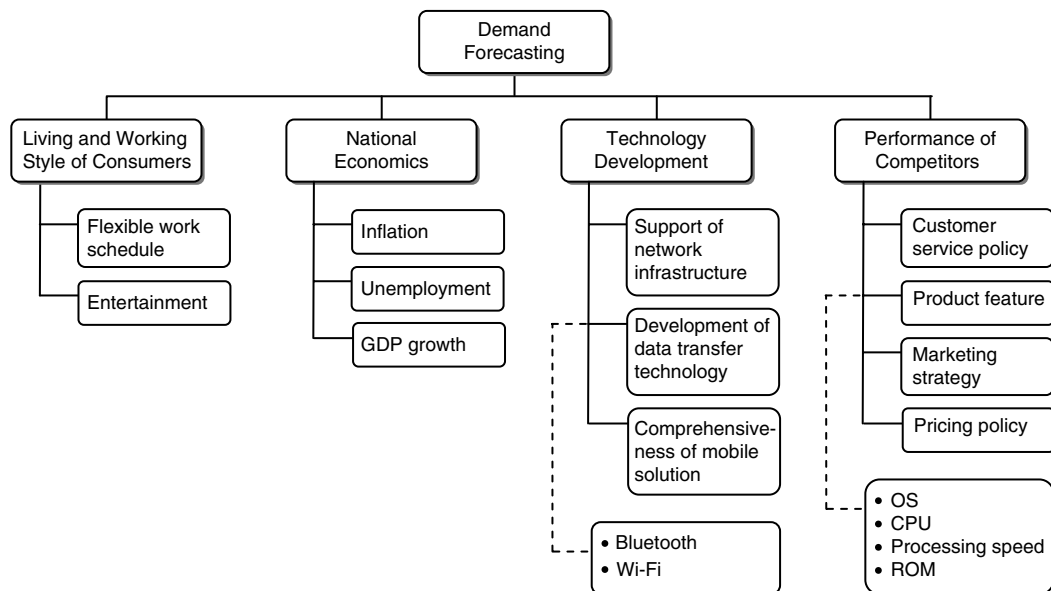 Demand
Forecasting
Living and Working
Style of Consumers
National
Economics
Technology
Development
Performance of
Competitors
Flexible work
schedule
Entertainment
Inflation
Unemployment
GDP growth
Support of
network
infrastructure
Development of
data transfer
technology
Comprehensive-
ness of mobile
solution
• Bluetooth
• Wi-Fi
Customer
service policy
Product feature
Marketing
strategy
Pricing policy
• OS
• CPU
• Processing speed
• ROM